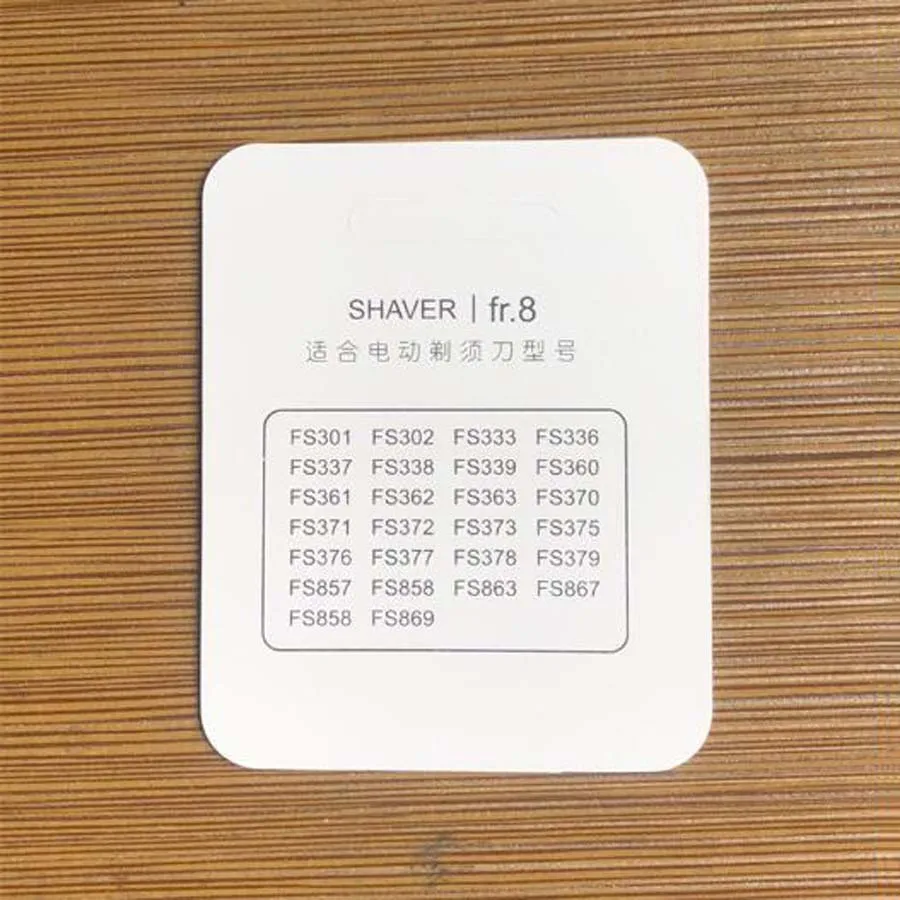 SHAVER | fr.8
适合电动剃须刀型号
FS301 FS302 FS333 FS336
FS337 FS338 FS339 FS360
FS361 FS362 FS363 FS370
FS371 FS372 FS373 FS375
FS376 FS377 FS378 FS379
FS857 FS858 FS863 FS867
FS858 FS869